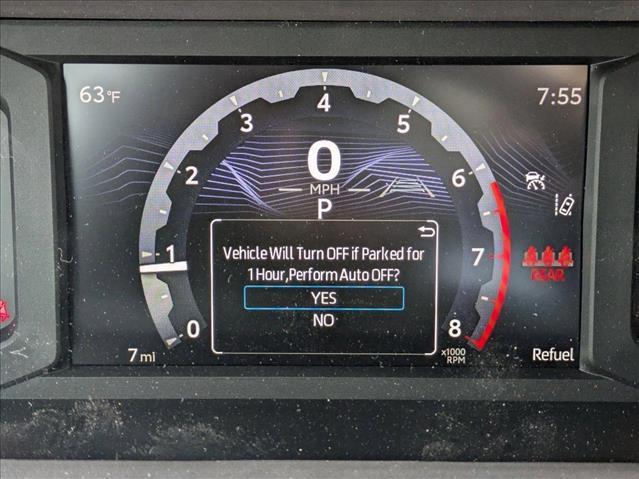 63°F
7:55
4
3
5
2
6
0
MPH
P
Vehicle Will Turn OFF if Parked for
1 Hour,Perform Auto OFF?
1
7
REAR
YES
NO
0
8
7 mi
x1000
RPM
Refuel